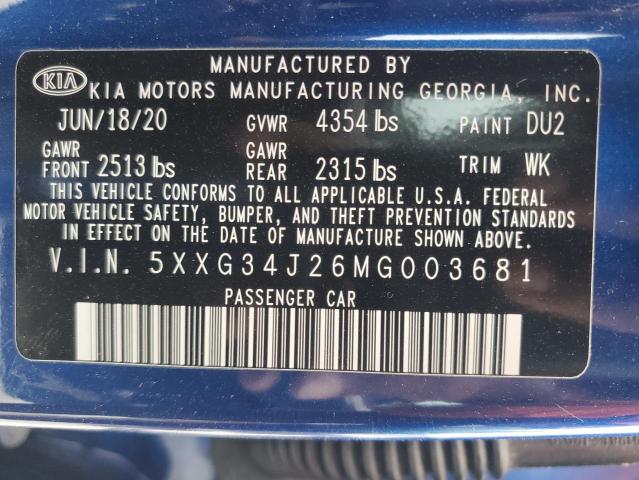 MANUFACTURED BY
KIA KIA MOTORS MANUFACTURING GEORGIA, INC.
JUN/18/20 GVWR 4354 lbs PAINT DU2
GAWR FRONT 2513 lbs GAWR REAR 2315 lbs TRIM WK
THIS VEHICLE CONFORMS TO ALL APPLICABLE U.S.A. FEDERAL
MOTOR VEHICLE SAFETY, BUMPER, AND THEFT PREVENTION STANDARDS
IN EFFECT ON THE DATE OF MANUFACTURE SHOWN ABOVE.
V.I.N. 5XXG34J26MG003681
PASSENGER CAR